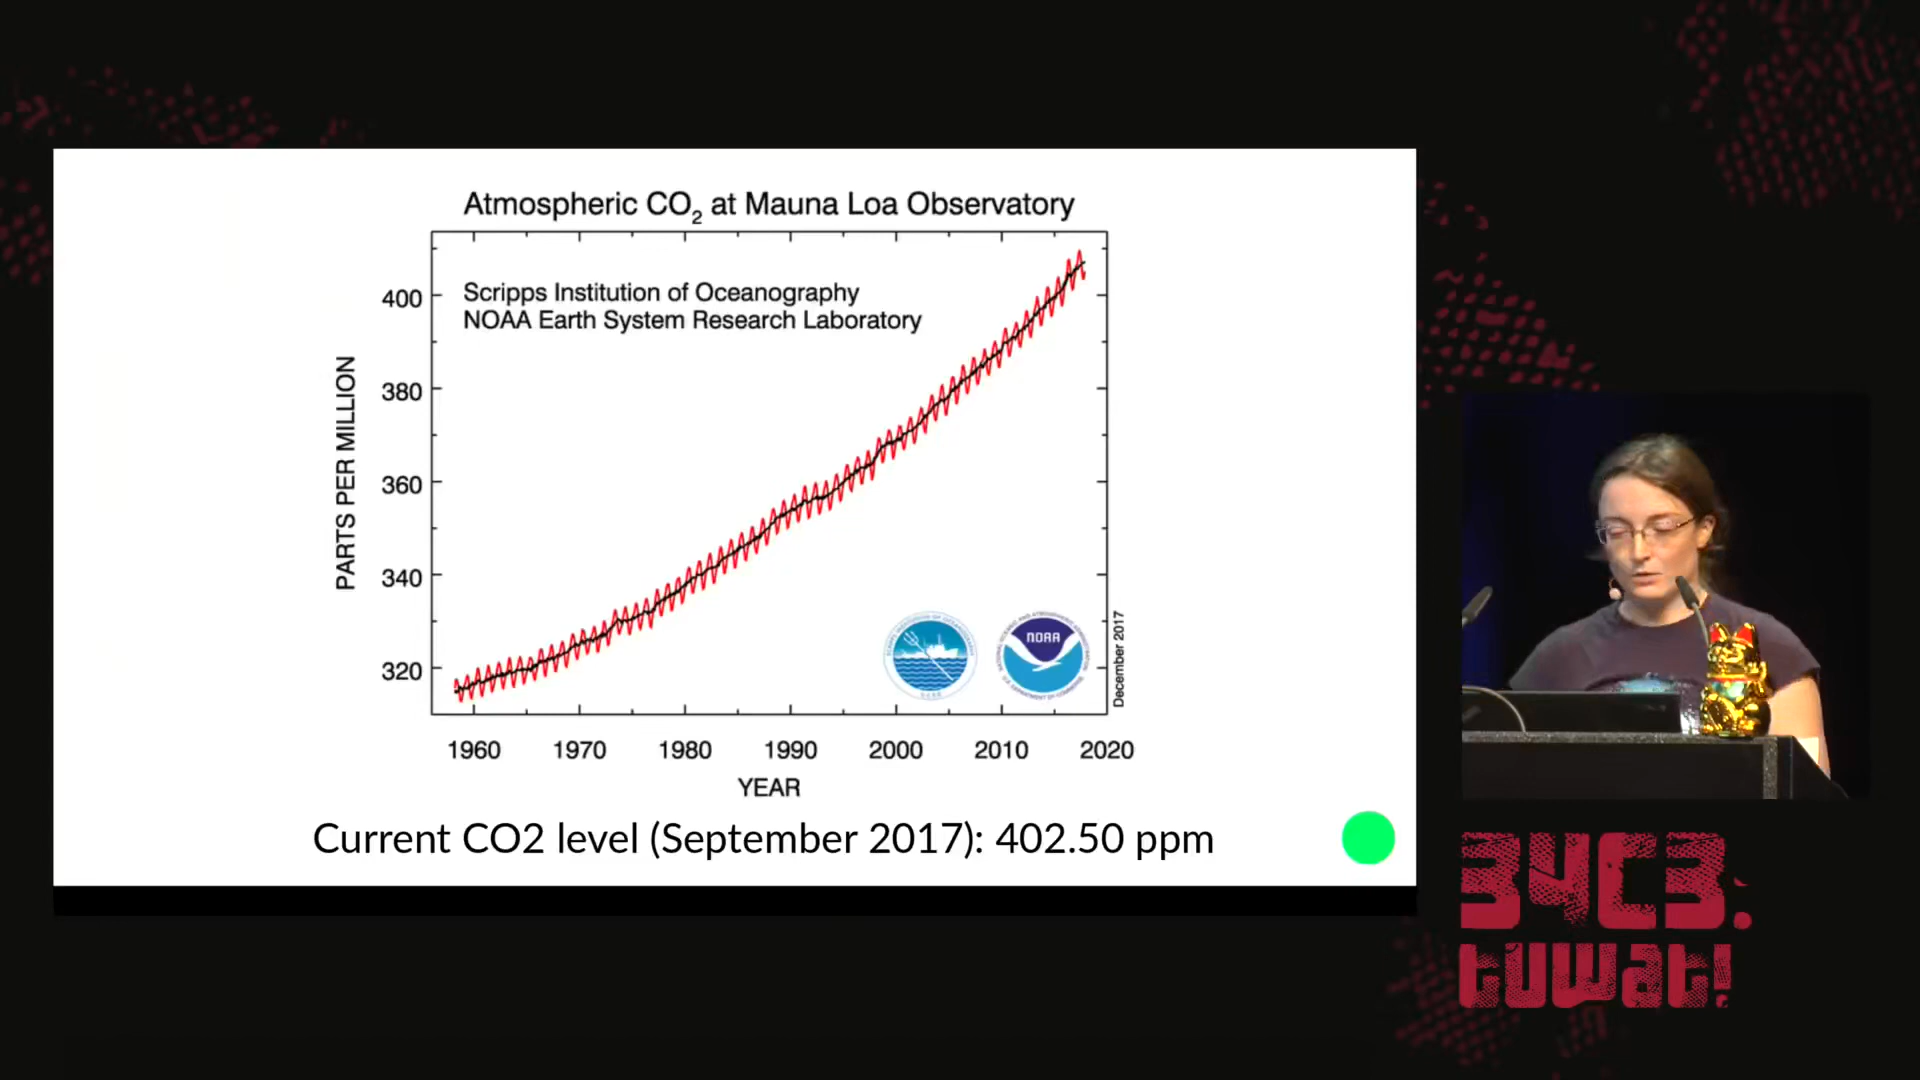 Atmospheric CO2 at Mauna Loa Observatory
Scripps Institution of Oceanography
NOAA Earth System Research Laboratory
PARTS PER MILLION
400
380
360
340
320
NOAA
December 2017
1960 1970 1980 1990 2000 2010 2020
YEAR
Current CO2 level (September 2017): 402.50 ppm
34C3.
tuwat!